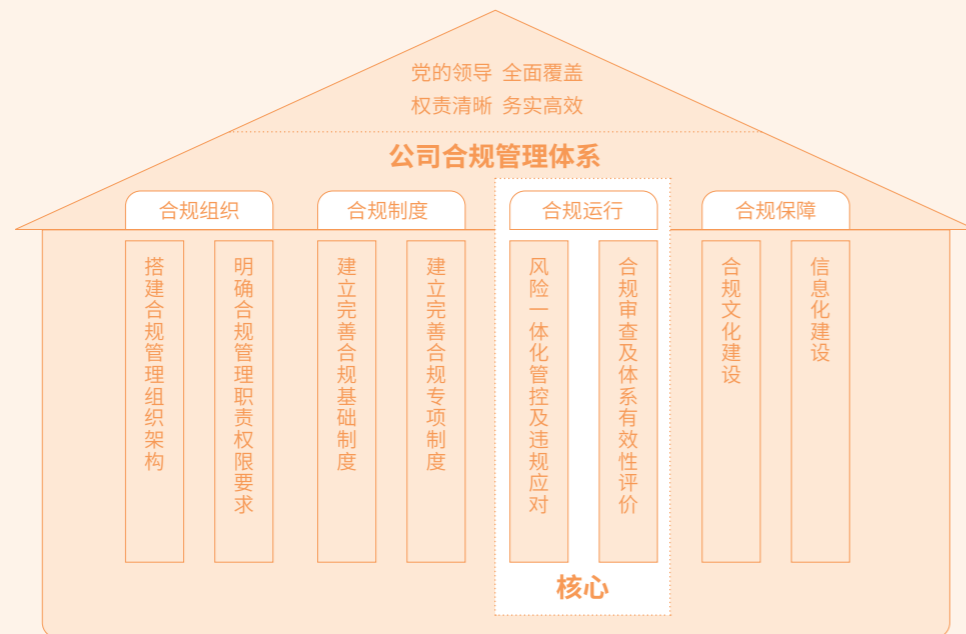 党的领导 全面覆盖
权责清晰 务实高效
公司合规管理体系
合规组织
搭建合规管理组织架构
明确合规管理职责权限要求
合规制度
建立完善合规基础制度
建立完善合规专项制度
合规运行
风险一体化管控及违规应对
合规审查及体系有效性评价
核心
合规保障
合规文化建设
信息化建设